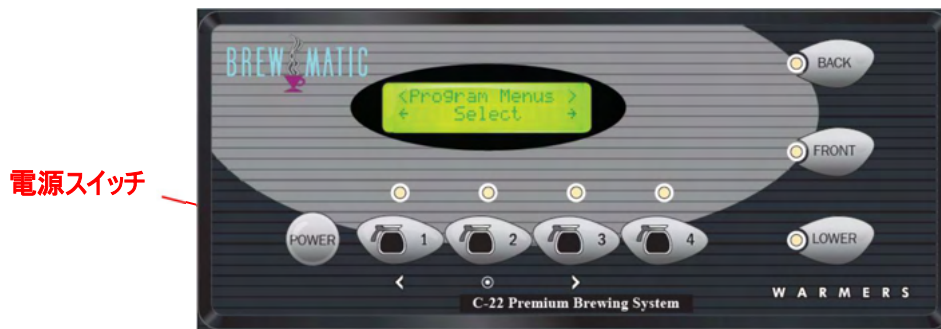 BREW MATIC
<Program Menus >
← Select →
BACK
FRONT
電源スイッチ
POWER
1
2
3
4
LOWER
< ⦿ >
C-22 Premium Brewing System
WARMERS